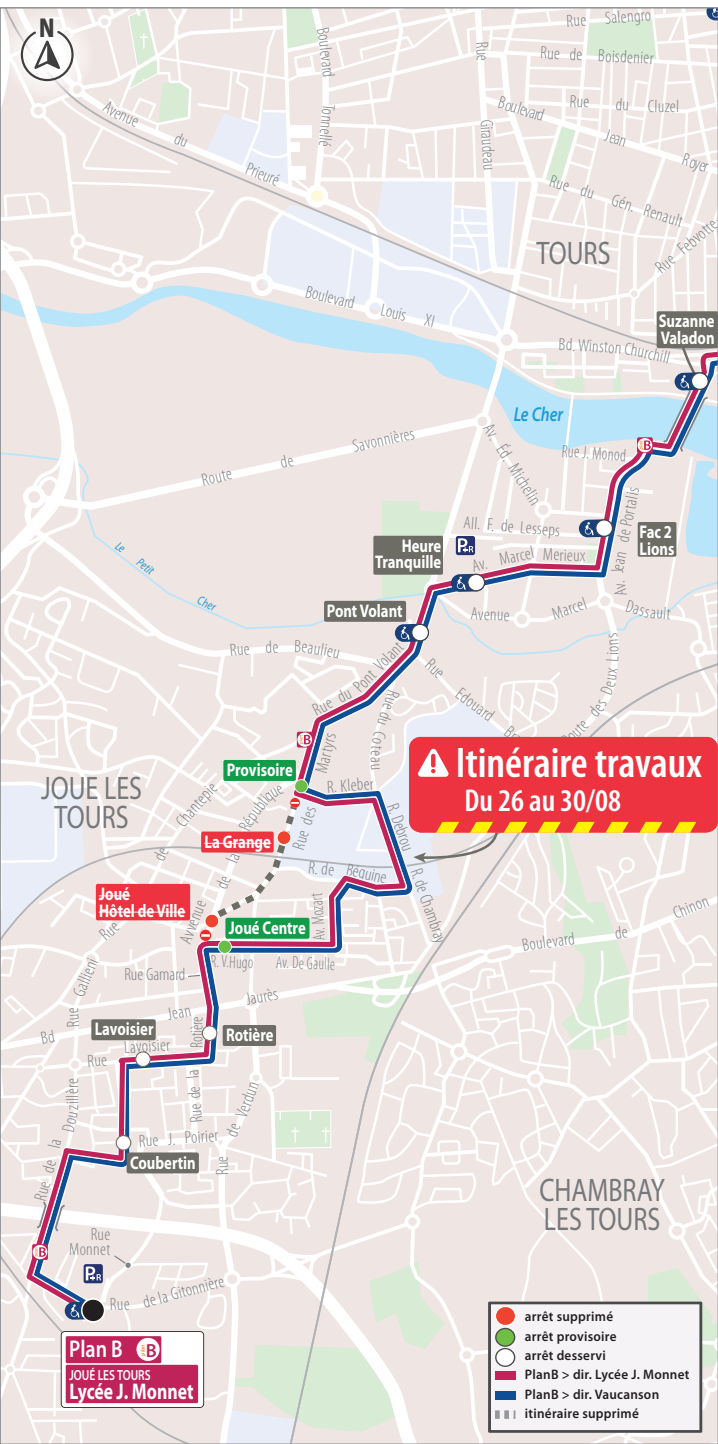 N
Rue Salengro
Rue de Boisdenier
Boulevard Tonnellé
Rue Giraudeau
Avenue du Prieuré
Boulevard Jean Royer
Rue du Cluzel
Rue du Gén. Renault
Rue Febvotte
TOURS
Boulevard Louis XI
Suzanne
Valadon
Bd. Winston Churchill
Le Cher
B
Rue J. Monod
Route de Savonnières
Av. Éd. Michelin
All. F. de Lesseps
Av. Jean de Portalis
Fac 2
Lions
Heure
Tranquille
P+R
Av. Marcel Merieux
Avenue Marcel Dassault
Le Petit Cher
Pont Volant
Rue de Beaulieu
Rue du Pont Volant
Rue Edouard
Route des Deux Lions
Rue du Coteau
B
Rue des Martyrs
Provisoire
R. Kleber
Itinéraire travaux
Du 26 au 30/08
JOUE LES
TOURS
Rue de Chantepie
Avvenue de la République
La Grange
R. Debrou
R. de Chambray
R. de Béquine
Joué
Hôtel de Ville
Joué Centre
Av. Mozart
R. V.Hugo
Av. De Gaulle
Boulevard de Chinon
Rue Gallieni
Rue Gamard
Bd Jean Jaurès
Lavoisier
Rue Lavoisier
Rotière
Rue de la Rotière
Rue de Verdun
Rue de la Douzillère
Rue J. Poirier
Coubertin
CHAMBRAY
LES TOURS
B
Rue
Monnet
P+R
Rue de la Gitonnière
Plan B
B
JOUÉ LES TOURS
Lycée J. Monnet
arrêt supprimé
arrêt provisoire
arrêt desservi
PlanB > dir. Lycée J. Monnet
PlanB > dir. Vaucanson
itinéraire supprimé